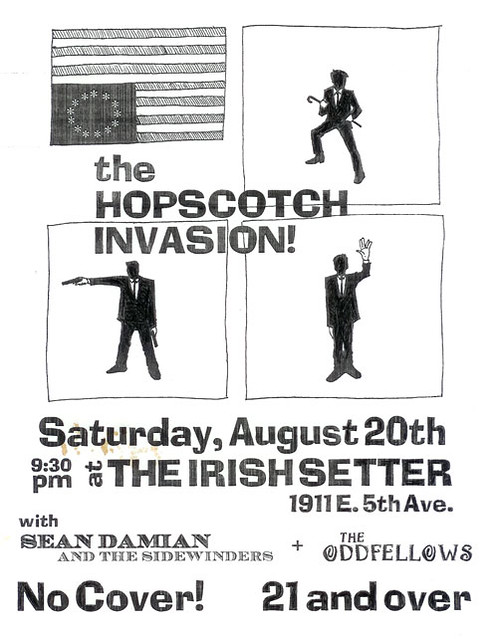 the
HOPSCOTCH
INVASION!
Saturday, August 20th
9:30 pm at THE IRISH SETTER
1911 E. 5th Ave.
with
SEAN DAMIAN AND THE SIDEWINDERS + THE ODDFELLOWS
No Cover! 21 and over